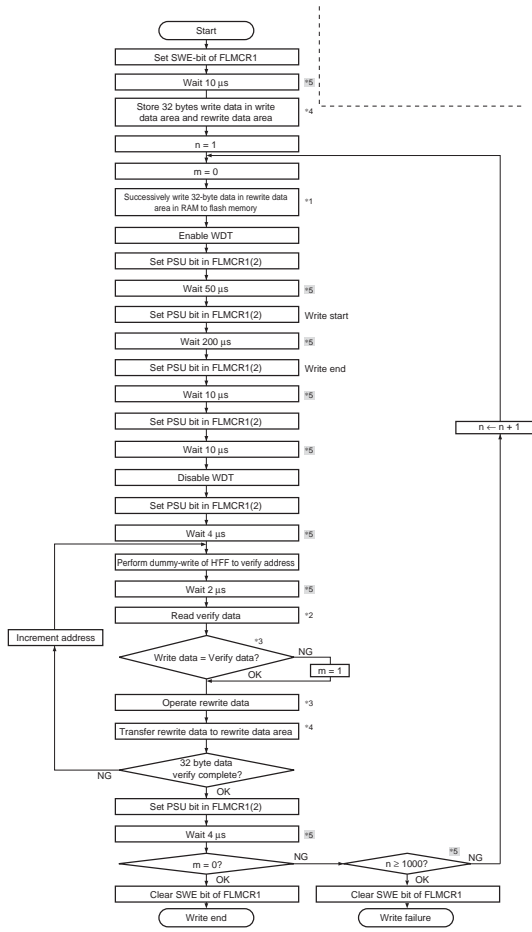 Start
Set SWE-bit of FLMCR1
Wait 10 μs
*5
Store 32 bytes write data in write
data area and rewrite data area
*4
n = 1
m = 0
Successively write 32-byte data in rewrite data
area in RAM to flash memory
*1
Enable WDT
Set PSU bit in FLMCR1(2)
Wait 50 μs
*5
Set PSU bit in FLMCR1(2)
Write start
Wait 200 μs
*5
Set PSU bit in FLMCR1(2)
Write end
Wait 10 μs
*5
Set PSU bit in FLMCR1(2)
n ← n + 1
Wait 10 μs
*5
Disable WDT
Set PSU bit in FLMCR1(2)
Wait 4 μs
*5
Perform dummy-write of H'FF to verify address
Wait 2 μs
*5
Read verify data
*2
Increment address
*3
Write data = Verify data?
NG
m = 1
OK
Operate rewrite data
*3
Transfer rewrite data to rewrite data area
*4
32 byte data
verify complete?
NG
OK
Set PSU bit in FLMCR1(2)
Wait 4 μs
*5
m = 0?
NG
n ≥ 1000?
*5
NG
OK
OK
Clear SWE bit of FLMCR1
Clear SWE bit of FLMCR1
Write end
Write failure